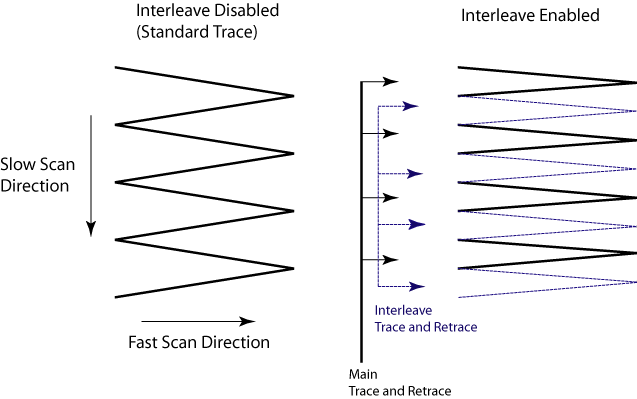 Interleave Disabled
(Standard Trace)
Interleave Enabled
Slow Scan
Direction
Fast Scan Direction
Interleave
Trace and Retrace
Main
Trace and Retrace